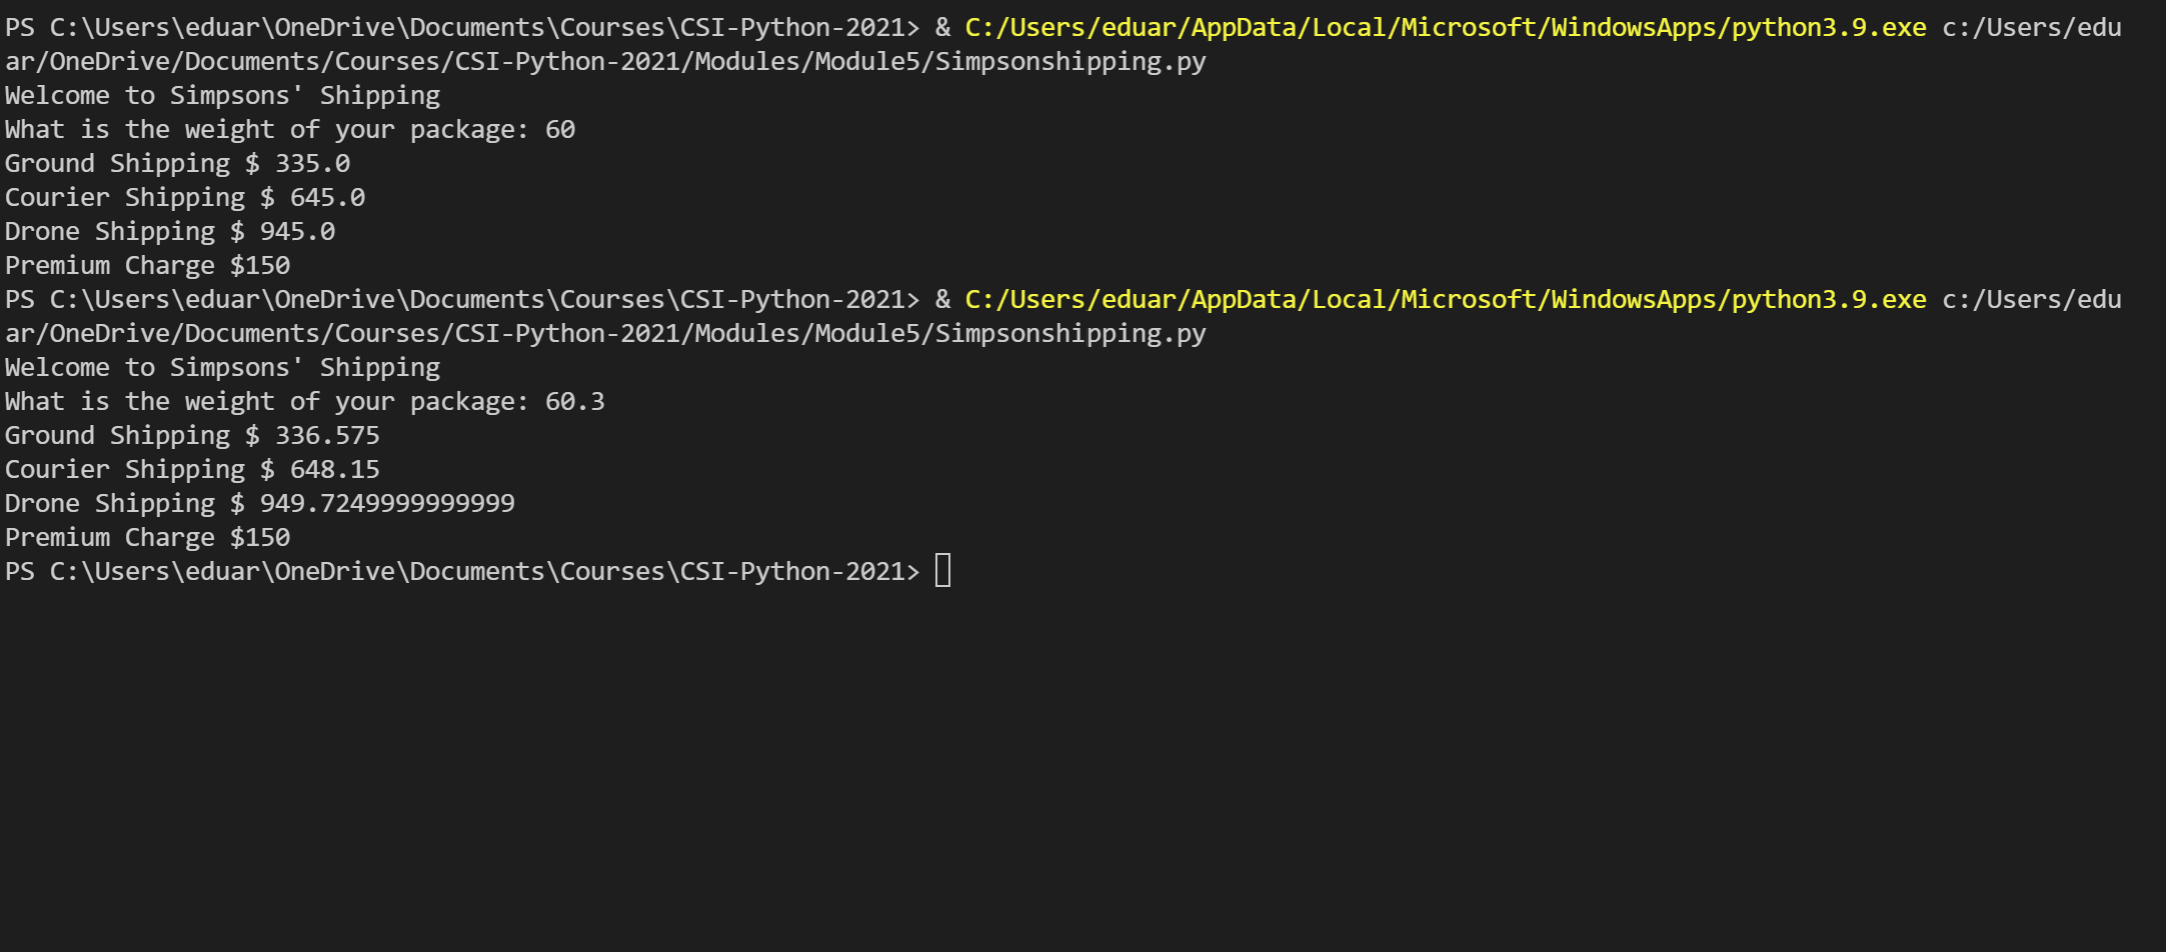 PS C:\Users\eduar\OneDrive\Documents\Courses\CSI-Python-2021> & C:/Users/eduar/AppData/Local/Microsoft/WindowsApps/python3.9.exe c:/Users/edu
ar/OneDrive/Documents/Courses/CSI-Python-2021/Modules/Module5/Simpsonshipping.py
Welcome to Simpsons' Shipping
What is the weight of your package: 60
Ground Shipping $ 335.0
Courier Shipping $ 645.0
Drone Shipping $ 945.0
Premium Charge $150
PS C:\Users\eduar\OneDrive\Documents\Courses\CSI-Python-2021> & C:/Users/eduar/AppData/Local/Microsoft/WindowsApps/python3.9.exe c:/Users/edu
ar/OneDrive/Documents/Courses/CSI-Python-2021/Modules/Module5/Simpsonshipping.py
Welcome to Simpsons' Shipping
What is the weight of your package: 60.3
Ground Shipping $ 336.575
Courier Shipping $ 648.15
Drone Shipping $ 949.7249999999999
Premium Charge $150
PS C:\Users\eduar\OneDrive\Documents\Courses\CSI-Python-2021>